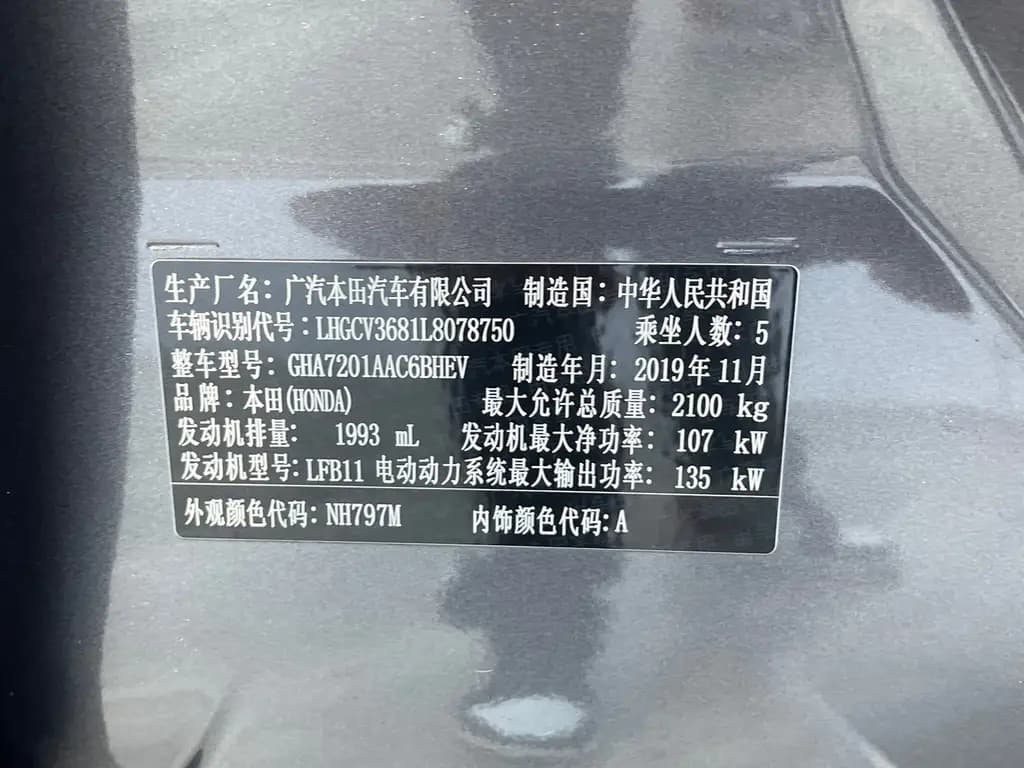 生产厂名：广汽本田汽车有限公司 制造国：中华人民共和国
车辆识别代号：LHGCV3681L8078750 乘坐人数：5
整车型号：GHA7201AAC6BHEV 制造年月：2019年11月
品牌：本田(HONDA) 最大允许总质量：2100 kg
发动机排量： 1993 mL 发动机最大净功率：107 kW
发动机型号：LFB11 电动动力系统最大输出功率：135 kW
外观颜色代码：NH797M 内饰颜色代码：A